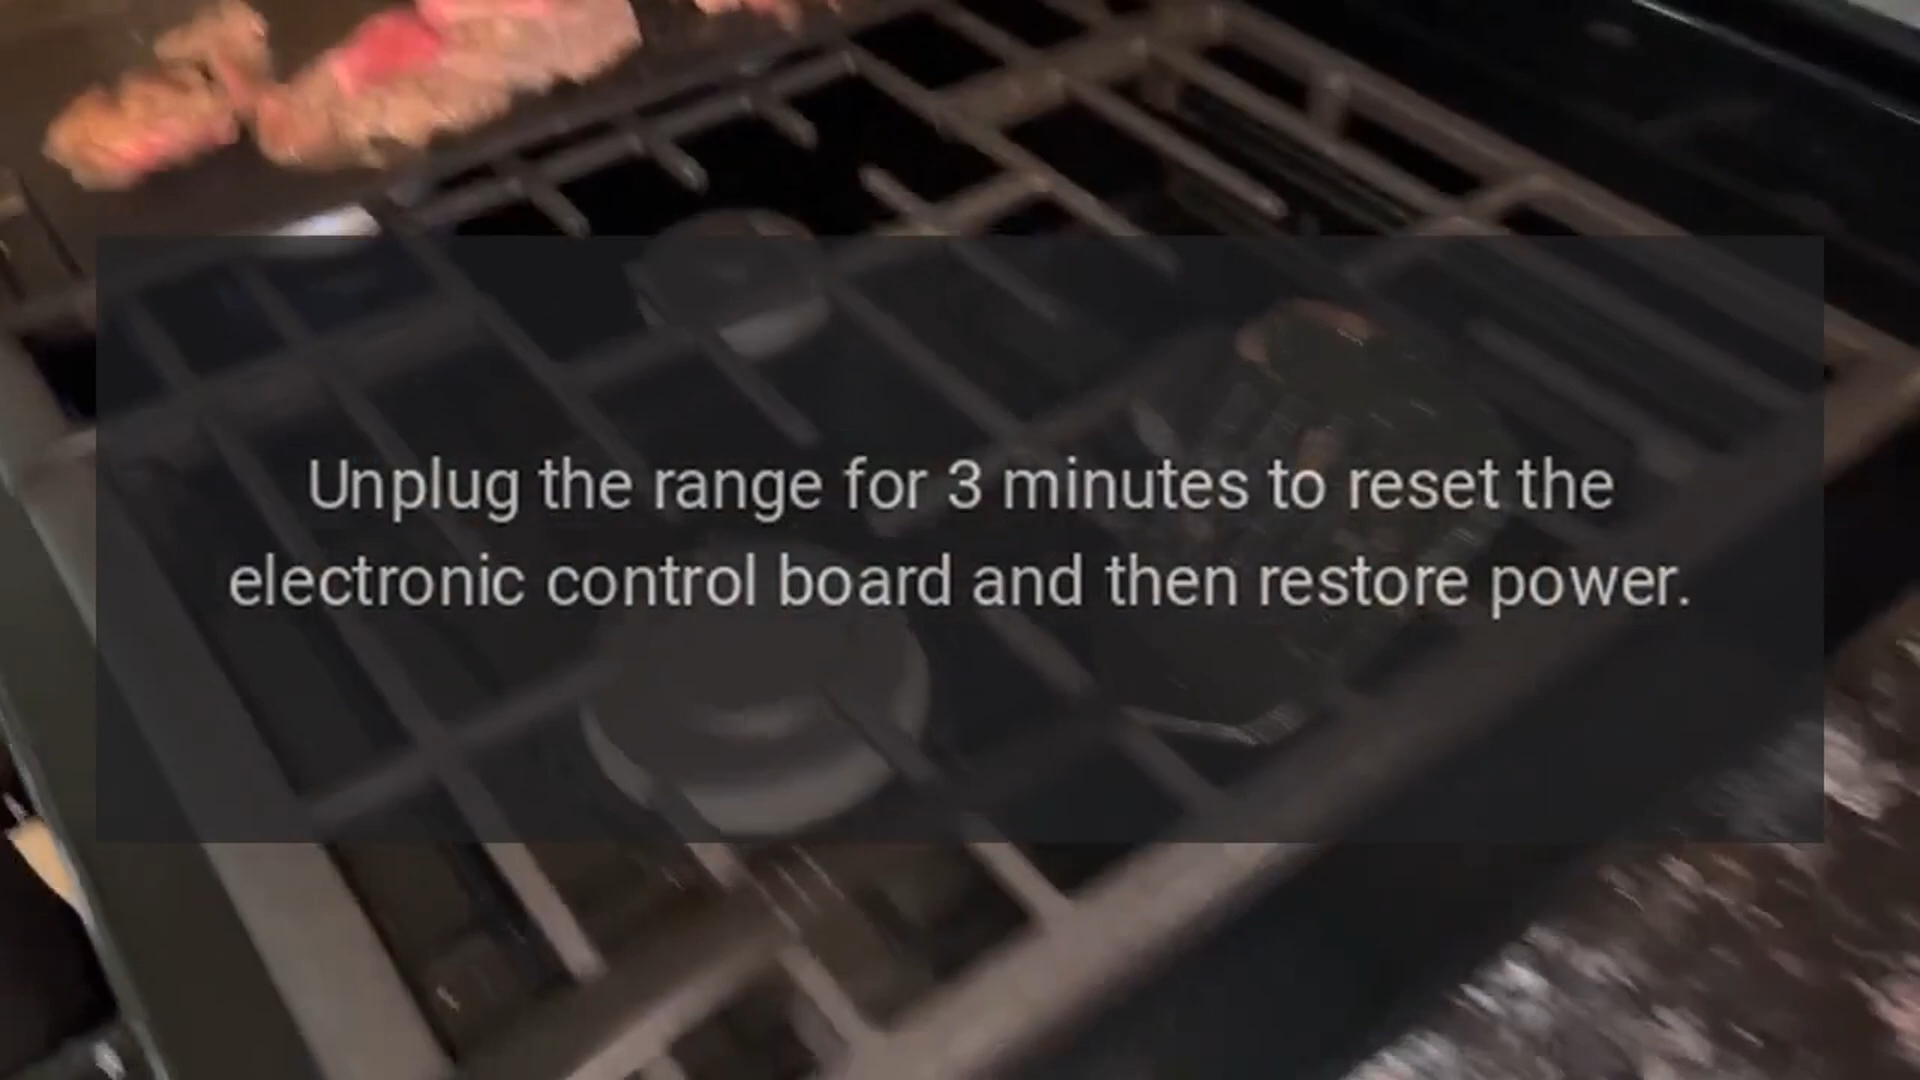 Unplug the range for 3 minutes to reset the
electronic control board and then restore power.